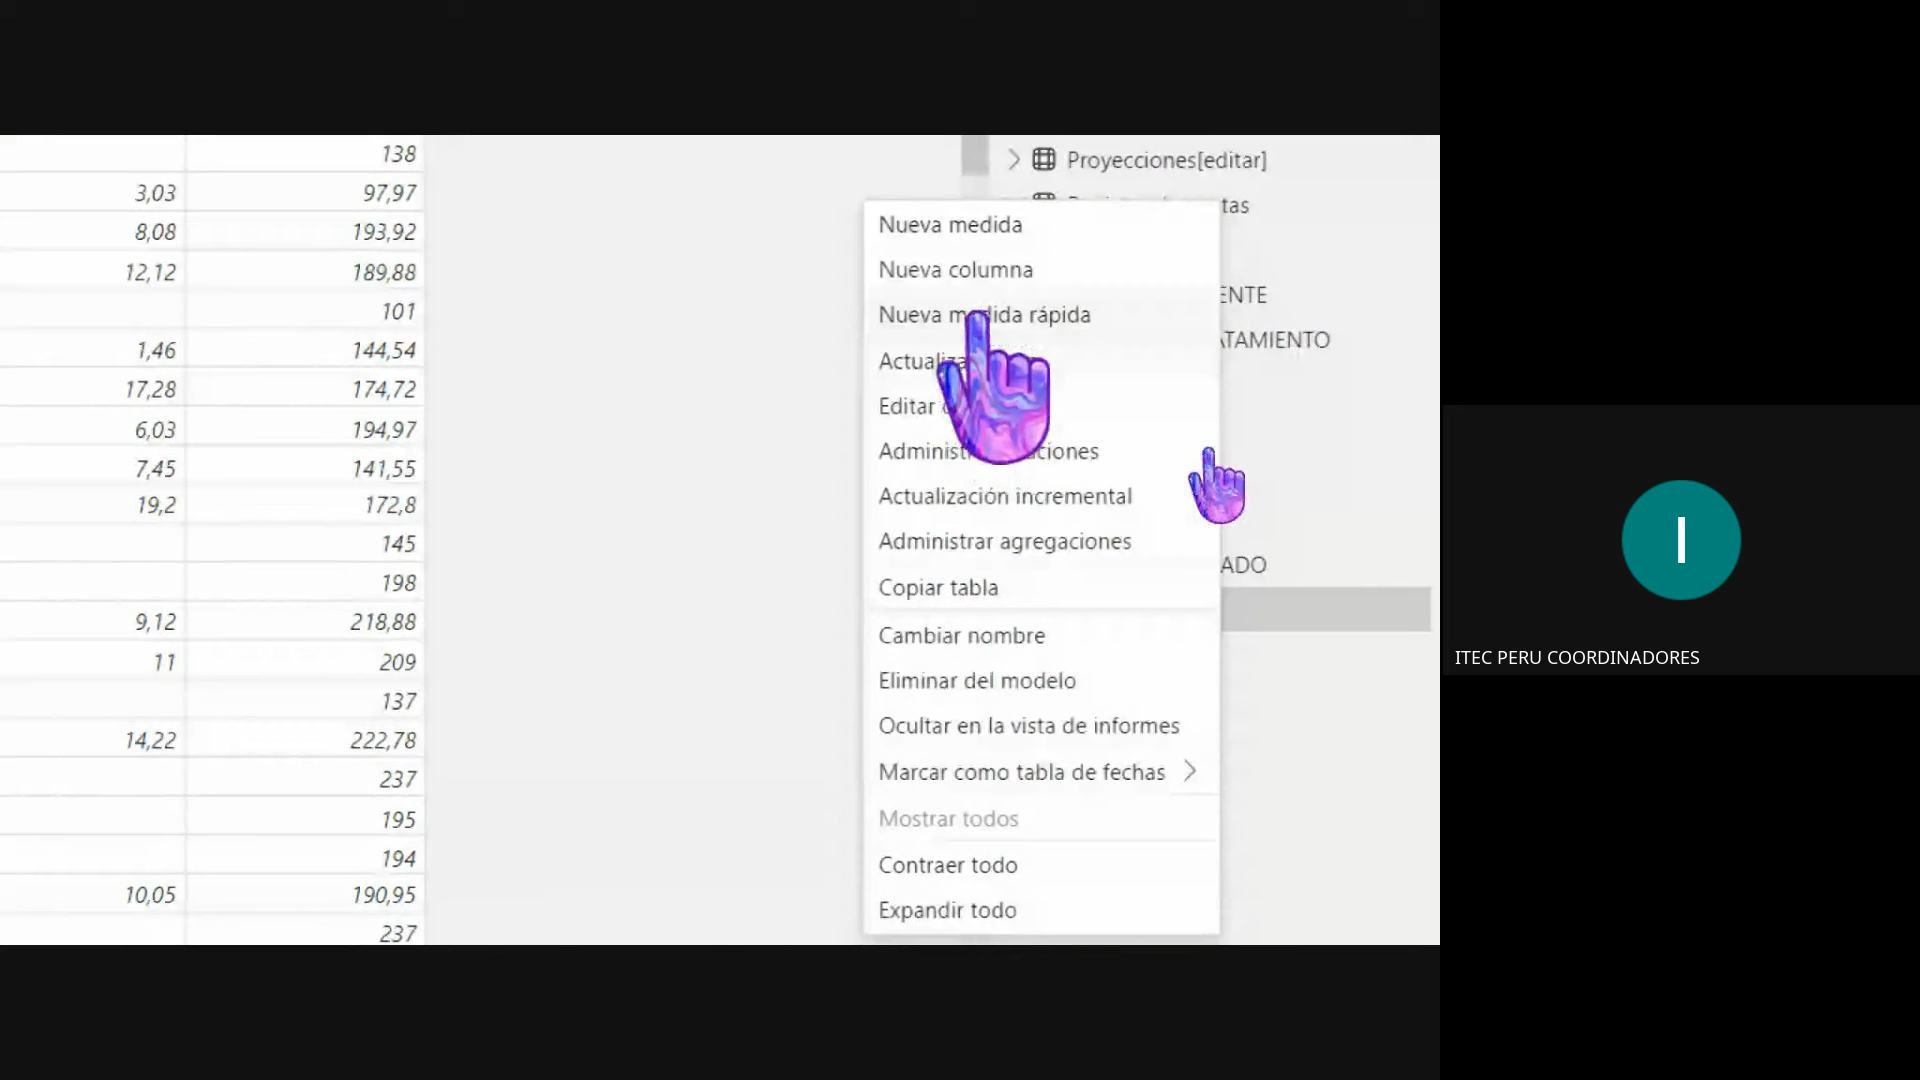 138
3,03 97,97
8,08 193,92
12,12 189,88
101
1,46 144,54
17,28 174,72
6,03 194,97
7,45 141,55
19,2 172,8
145
198
9,12 218,88
11 209
137
14,22 222,78
237
195
194
10,05 190,95
237
Proyecciones[editar]
tas
ENTE
ATAMIENTO
ADO
Nueva medida
Nueva columna
Nueva medida rápida
Editar
Actualización incremental
Administrar agregaciones
Copiar tabla
Cambiar nombre
Eliminar del modelo
Ocultar en la vista de informes
Marcar como tabla de fechas
Mostrar todos
Contraer todo
Expandir todo
I
ITEC PERU COORDINADORES